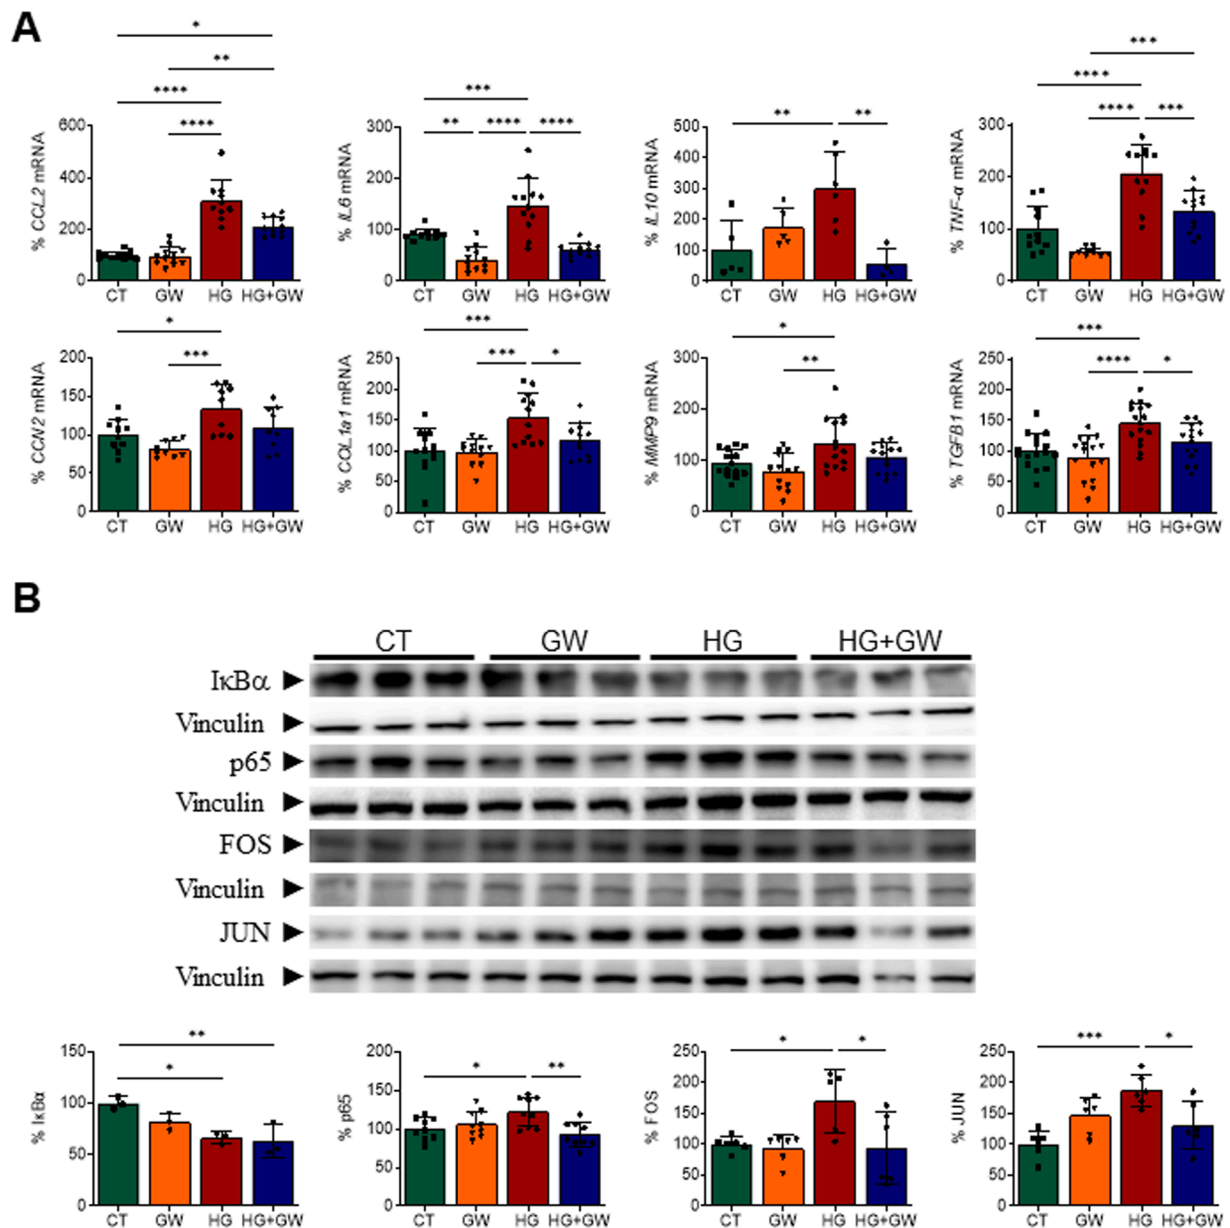 A
* ** **** ****
% CCL2 mRNA
600
400
200
0
CT GW HG HG+GW
*** ** **** ****
% IL6 mRNA
300
200
100
0
CT GW HG HG+GW
** **
% IL10 mRNA
500
400
300
200
100
0
CT GW HG HG+GW
*** **** **** ***
% TNF-α mRNA
300
200
100
0
CT GW HG HG+GW
* ***
% CCN2 mRNA
200
150
100
50
0
CT GW HG HG+GW
*** *** *
% COL1a1 mRNA
250
200
150
100
50
0
CT GW HG HG+GW
* **
% MMP9 mRNA
300
200
100
0
CT GW HG HG+GW
*** **** *
% TGFB1 mRNA
250
200
150
100
50
0
CT GW HG HG+GW
B
CT GW HG HG+GW
IκBα
Vinculin
p65
Vinculin
FOS
Vinculin
JUN
Vinculin
** *
% IκBα
150
100
50
0
CT GW HG HG+GW
* **
% p65
200
150
100
50
0
CT GW HG HG+GW
* *
% FOS
250
200
150
100
50
0
CT GW HG HG+GW
*** *
% JUN
250
200
150
100
50
0
CT GW HG HG+GW